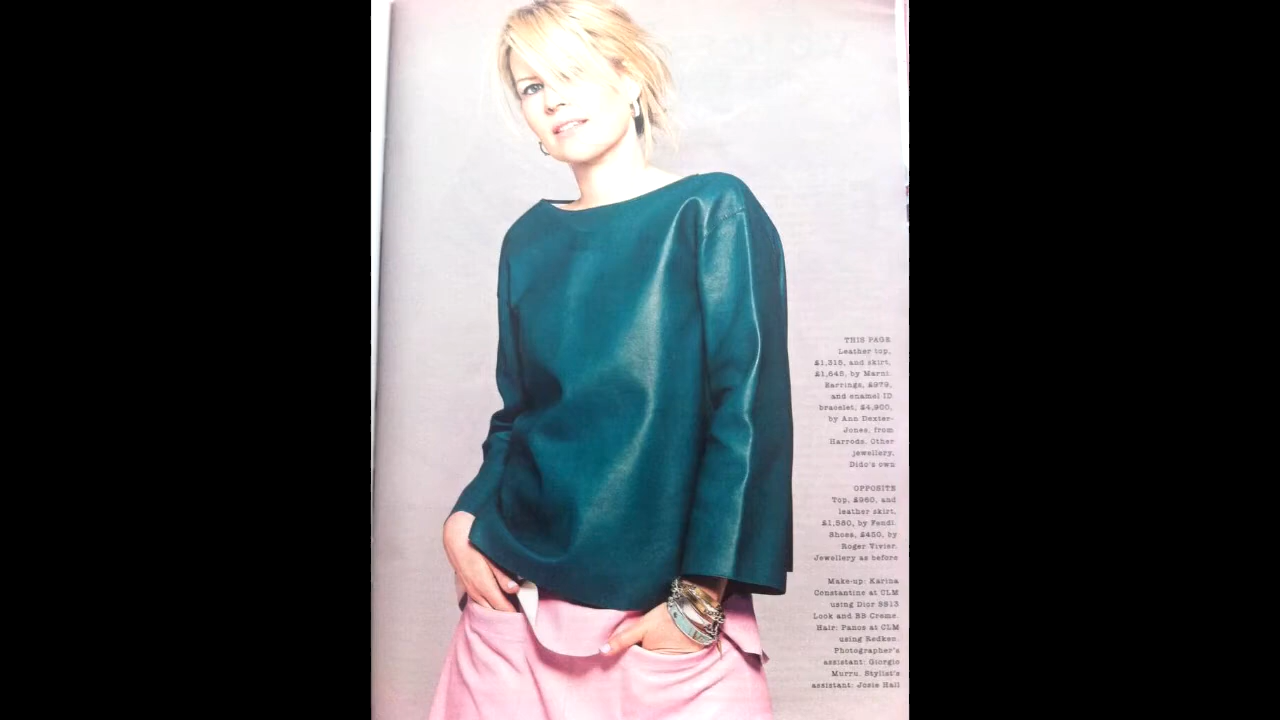 THIS PAGE
Leather top,
£1,315, and skirt,
£1,645, by Marni.
Earrings, £979,
and enamel ID
bracelet, £4,900,
by Ann Dexter-
Jones, from
Harrods. Other
jewellery,
Dido's own
OPPOSITE
Top, £960, and
leather skirt,
£1,580, by Fendi.
Shoes, £450, by
Roger Vivier.
Jewellery as before
Make-up: Karina
Constantine at CLM
using Dior SS13
Look and BB Creme.
Hair: Panos at CLM
using Redken.
Photographer's
assistant: Giorgio
Murru. Stylist's
assistant: Josie Hall